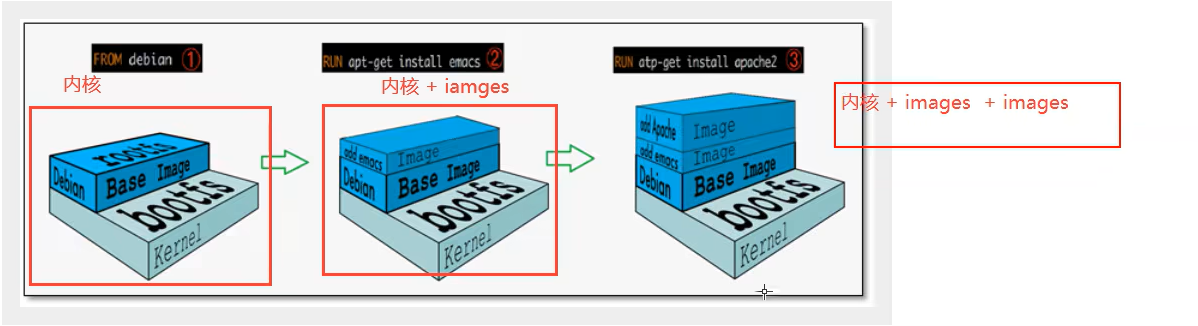 FROM debian ①
RUN apt-get install emacs ②
RUN atp-get install apache2 ③
内核
内核 + iamges
内核 + images + images
rootfs
Debian
Base Image
bootfs
Kernel
add emacs
Image
Debian
Base Image
bootfs
Kernel
add Apache
Image
add emacs
Image
Debian
Base Image
bootfs
Kernel